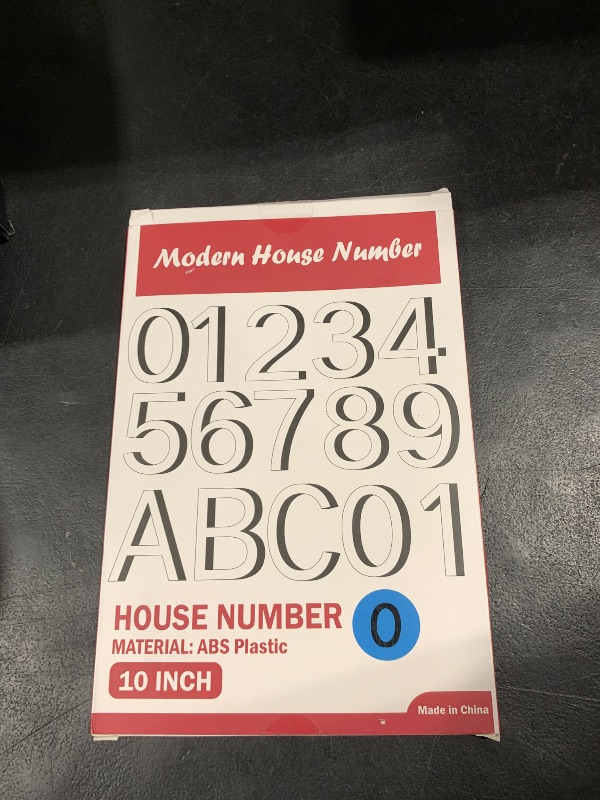 Modern House Number
01234
56789
ABC01
HOUSE NUMBER 0
MATERIAL: ABS Plastic
10 INCH
Made in China